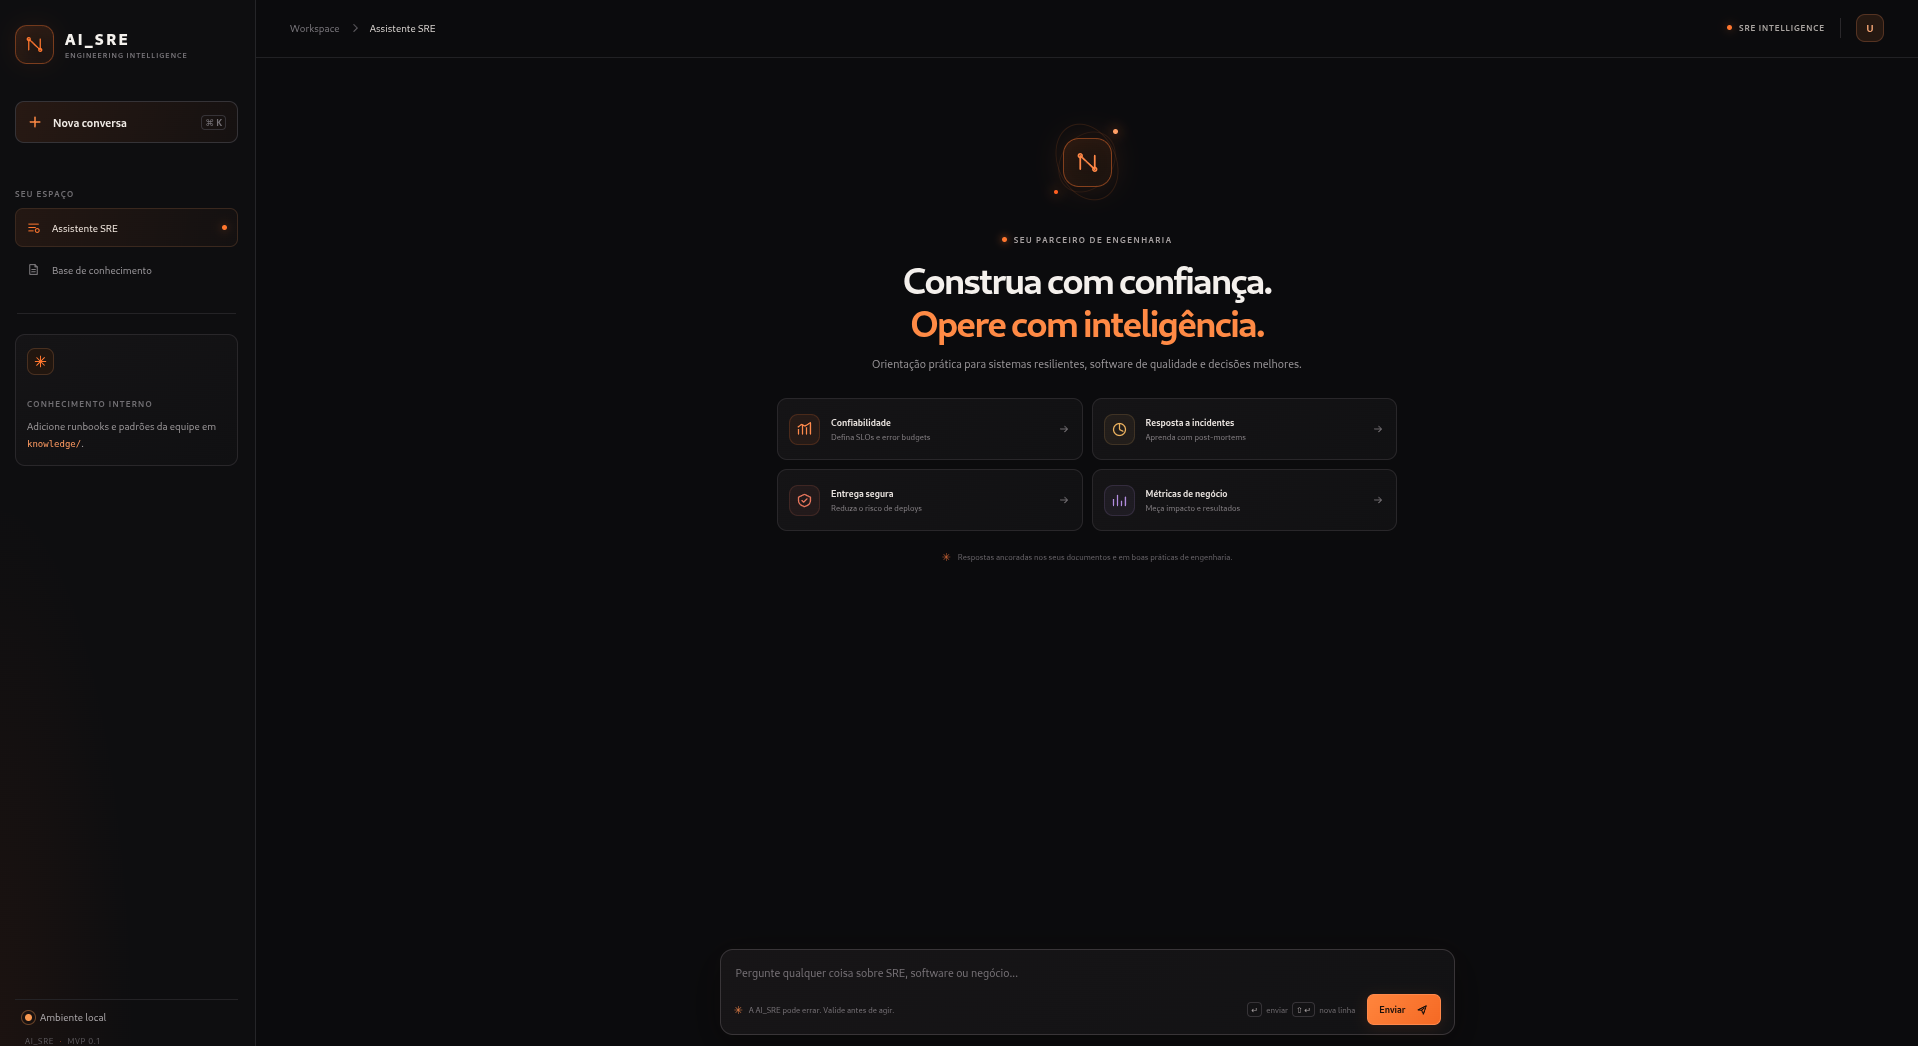 AI_SRE
ENGINEERING INTELLIGENCE
Nova conversa
⌘ K
SEU ESPAÇO
Assistente SRE
Base de conhecimento
CONHECIMENTO INTERNO
Adicione runbooks e padrões da equipe em
knowledge/.
Ambiente local
AI_SRE · MVP 0.1
Workspace > Assistente SRE
SRE INTELLIGENCE
U
SEU PARCEIRO DE ENGENHARIA
Construa com confiança.
Opere com inteligência.
Orientação prática para sistemas resilientes, software de qualidade e decisões melhores.
Confiabilidade
Defina SLOs e error budgets
Resposta a incidentes
Aprenda com post-mortems
Entrega segura
Reduza o risco de deploys
Métricas de negócio
Meça impacto e resultados
Respostas ancoradas nos seus documentos e em boas práticas de engenharia.
Pergunte qualquer coisa sobre SRE, software ou negócio...
A AI_SRE pode errar. Valide antes de agir.
↵ enviar ⇧ ↵ nova linha
Enviar